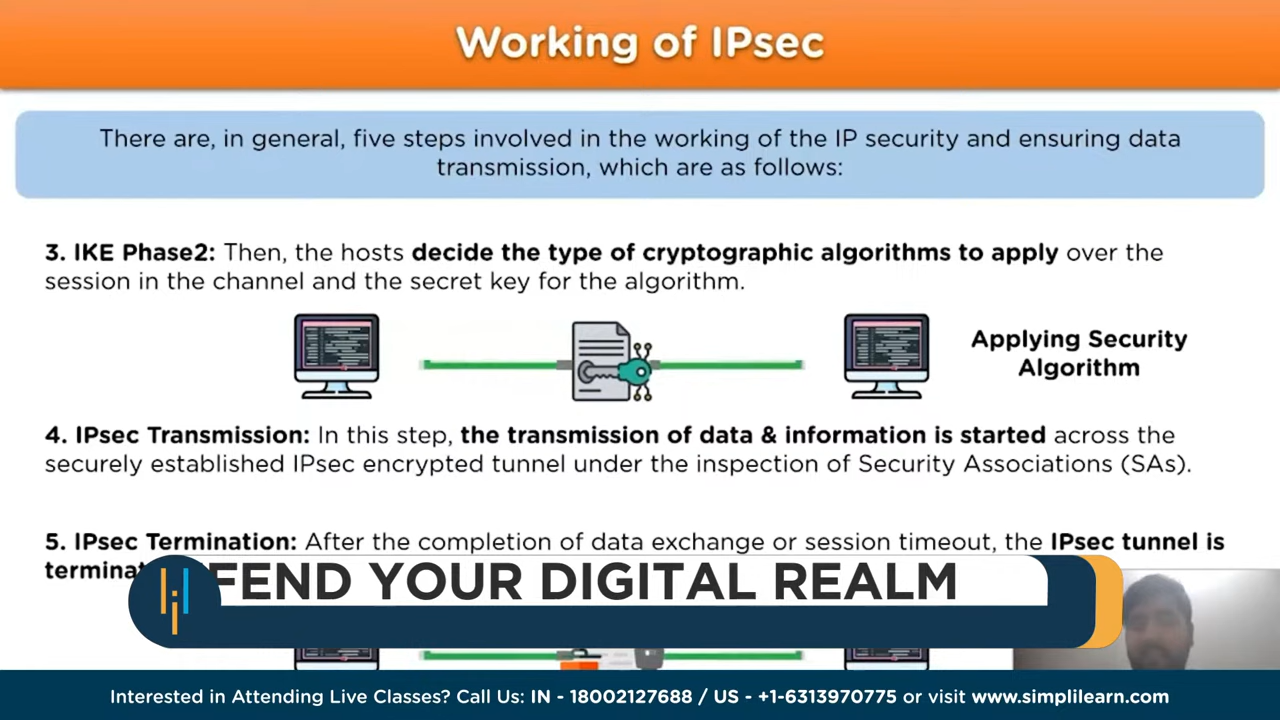 Working of IPsec
There are, in general, five steps involved in the working of the IP security and ensuring data
transmission, which are as follows:
3. IKE Phase2: Then, the hosts decide the type of cryptographic algorithms to apply over the
session in the channel and the secret key for the algorithm.
Applying Security
Algorithm
4. IPsec Transmission: In this step, the transmission of data & information is started across the
securely established IPsec encrypted tunnel under the inspection of Security Associations (SAs).
5. IPsec Termination: After the completion of data exchange or session timeout, the IPsec tunnel is
FEND YOUR DIGITAL REALM
Interested in Attending Live Classes? Call Us: IN - 18002127688 / US - +1-6313970775 or visit www.simplilearn.com